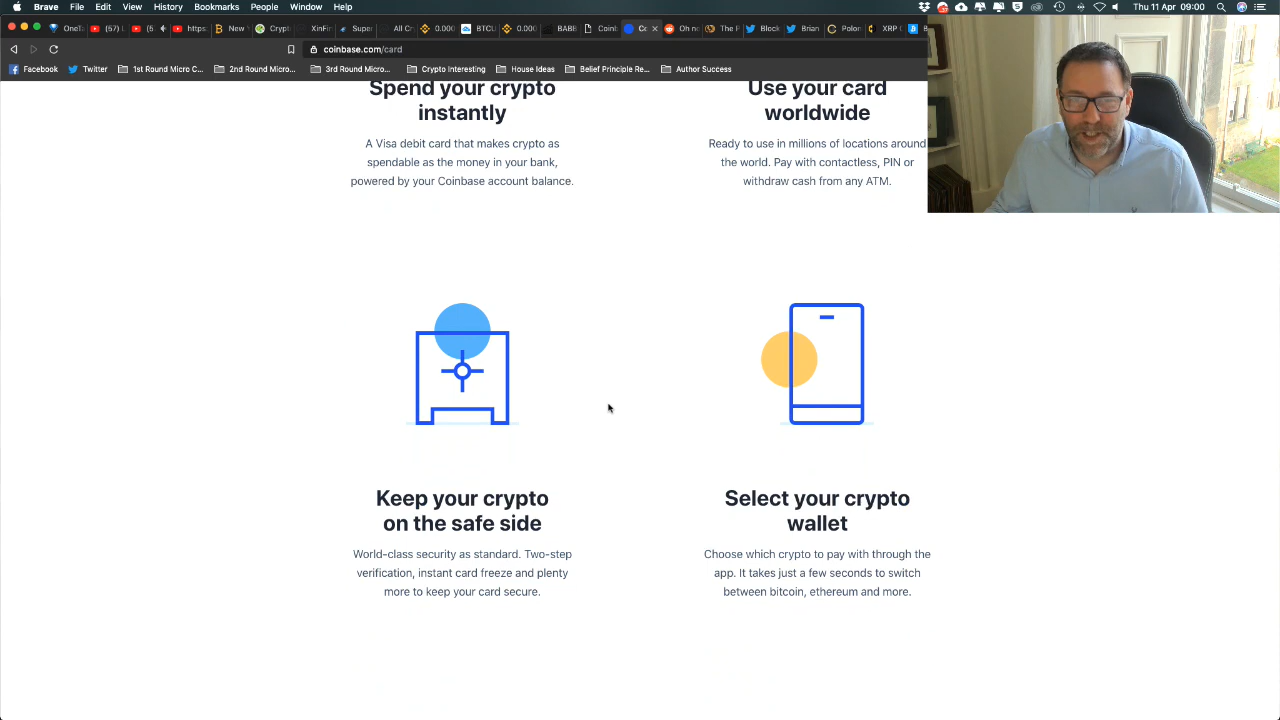 Brave File Edit View History Bookmarks People Window Help
Thu 11 Apr 09:00
coinbase.com/card
Facebook Twitter 1st Round Micro C... 2nd Round Micro... 3rd Round Micro... Crypto Interesting House Ideas Belief Principle Re... Author Success
Spend your crypto
instantly
A Visa debit card that makes crypto as
spendable as the money in your bank,
powered by your Coinbase account balance.
Use your card
worldwide
Ready to use in millions of locations around
the world. Pay with contactless, PIN or
withdraw cash from any ATM.
Keep your crypto
on the safe side
World-class security as standard. Two-step
verification, instant card freeze and plenty
more to keep your card secure.
Select your crypto
wallet
Choose which crypto to pay with through the
app. It takes just a few seconds to switch
between bitcoin, ethereum and more.